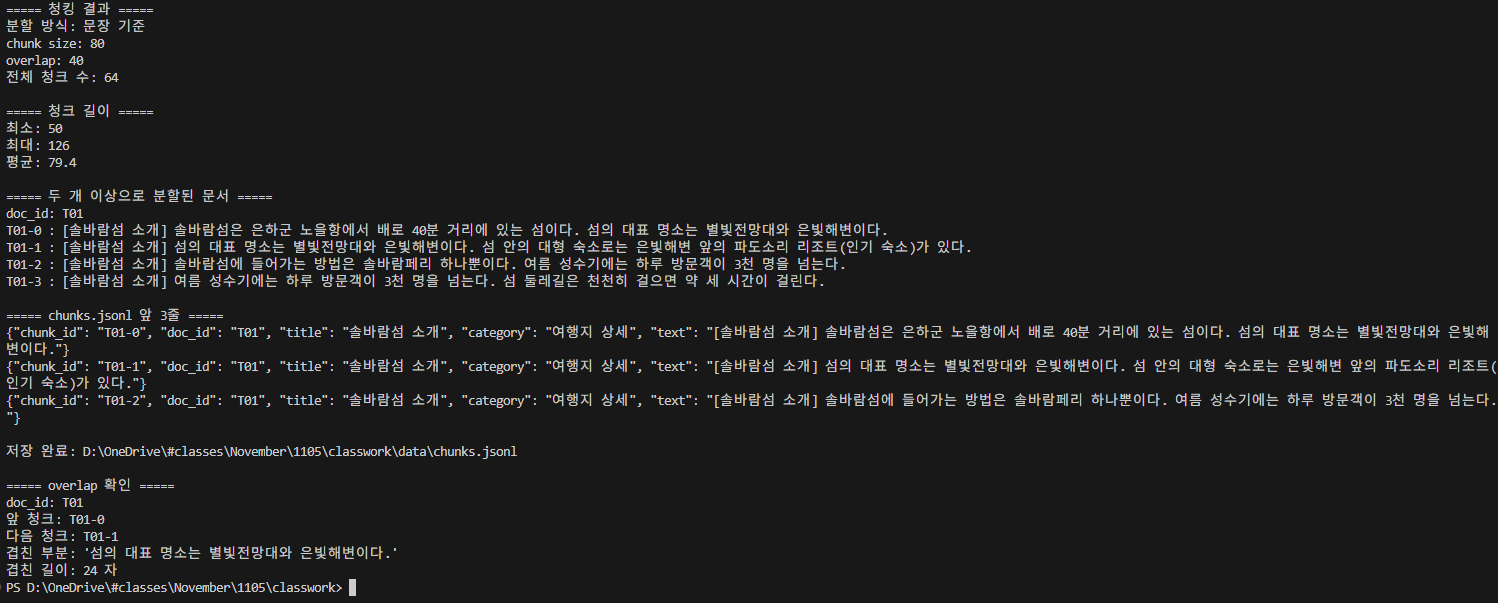 ===== 청킹 결과 =====
분할 방식: 문장 기준
chunk size: 80
overlap: 40
전체 청크 수: 64
===== 청크 길이 =====
최소: 50
최대: 126
평균: 79.4
===== 두 개 이상으로 분할된 문서 =====
doc_id: T01
T01-0 : [솔바람섬 소개] 솔바람섬은 은하군 노을항에서 배로 40분 거리에 있는 섬이다. 섬의 대표 명소는 별빛전망대와 은빛해변이다.
T01-1 : [솔바람섬 소개] 섬의 대표 명소는 별빛전망대와 은빛해변이다. 섬 안의 대형 숙소로는 은빛해변 앞의 파도소리 리조트(인기 숙소)가 있다.
T01-2 : [솔바람섬 소개] 솔바람섬에 들어가는 방법은 솔바람페리 하나뿐이다. 여름 성수기에는 하루 방문객이 3천 명을 넘는다.
T01-3 : [솔바람섬 소개] 여름 성수기에는 하루 방문객이 3천 명을 넘는다. 섬 둘레길은 천천히 걸으면 약 세 시간이 걸린다.
===== chunks.jsonl 앞 3줄 =====
{"chunk_id": "T01-0", "doc_id": "T01", "title": "솔바람섬 소개", "category": "여행지 상세", "text": "[솔바람섬 소개] 솔바람섬은 은하군 노을항에서 배로 40분 거리에 있는 섬이다. 섬의 대표 명소는 별빛전망대와 은빛해
변이다."}
{"chunk_id": "T01-1", "doc_id": "T01", "title": "솔바람섬 소개", "category": "여행지 상세", "text": "[솔바람섬 소개] 섬의 대표 명소는 별빛전망대와 은빛해변이다. 섬 안의 대형 숙소로는 은빛해변 앞의 파도소리 리조트(
인기 숙소)가 있다."}
{"chunk_id": "T01-2", "doc_id": "T01", "title": "솔바람섬 소개", "category": "여행지 상세", "text": "[솔바람섬 소개] 솔바람섬에 들어가는 방법은 솔바람페리 하나뿐이다. 여름 성수기에는 하루 방문객이 3천 명을 넘는다.
"}
저장 완료: D:\OneDrive\#classes\November\1105\classwork\data\chunks.jsonl
===== overlap 확인 =====
doc_id: T01
앞 청크: T01-0
다음 청크: T01-1
겹친 부분: '섬의 대표 명소는 별빛전망대와 은빛해변이다.'
겹친 길이: 24 자
PS D:\OneDrive\#classes\November\1105\classwork>